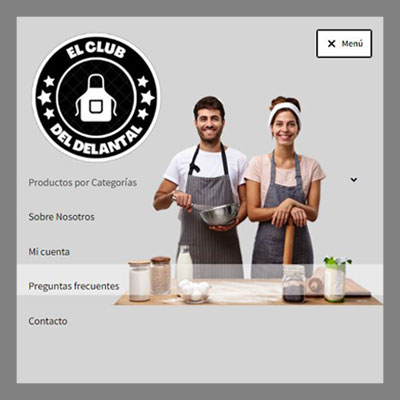 EL CLUB
DEL DELANTAL
× Menú
Productos por Categorías
Sobre Nosotros
Mi cuenta
Preguntas frecuentes
Contacto